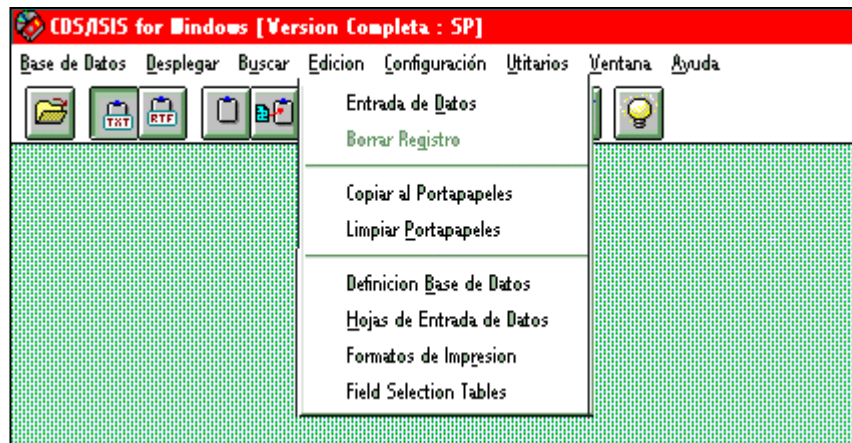 CDS/ISIS for Windows [Version Completa : SP]
Base de Datos Desplegar Buscar Edicion Configuración Utitarios Ventana Ayuda
TXT RTF
Entrada de Datos
Borrar Registro
Copiar al Portapapeles
Limpiar Portapapeles
Definicion Base de Datos
Hojas de Entrada de Datos
Formatos de Impresion
Field Selection Tables